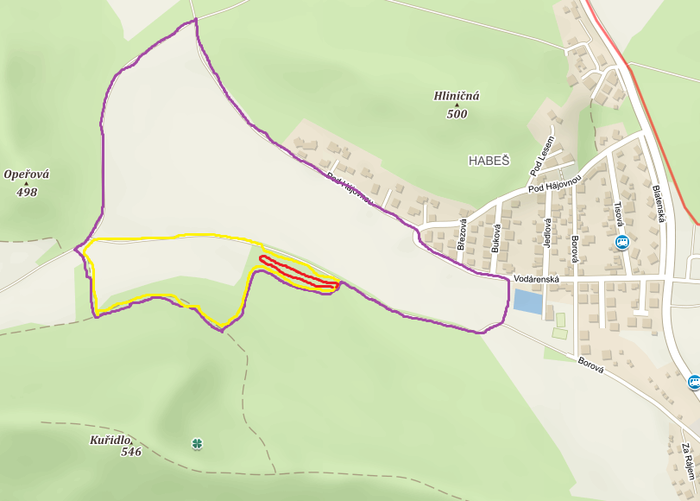 Hliničná
500
Opeřová
498
HABEŠ
Pod Lesem
Pod Hájovnou
Pod Hájovnou
Blatenská
Tisová
Březová
Buková
Jedlová
Borová
Vodárenská
Borová
Kuřidlo
546
Za Rájem